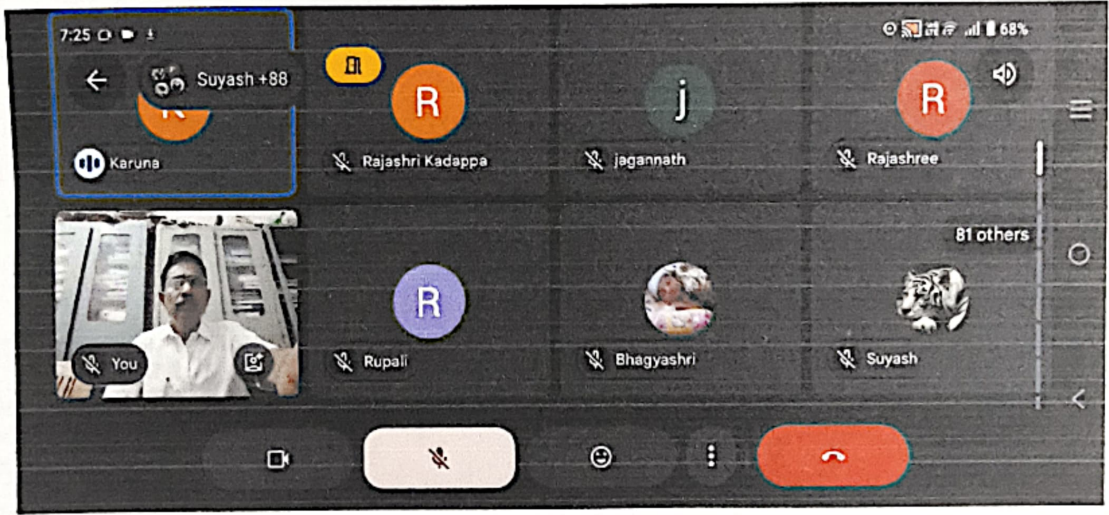 7:25 68%
Suyash +88
R
j
R
Karuna
Rajashri Kadappa
jagannath
Rajashree
81 others
R
You
Rupali
Bhagyashri
Suyash